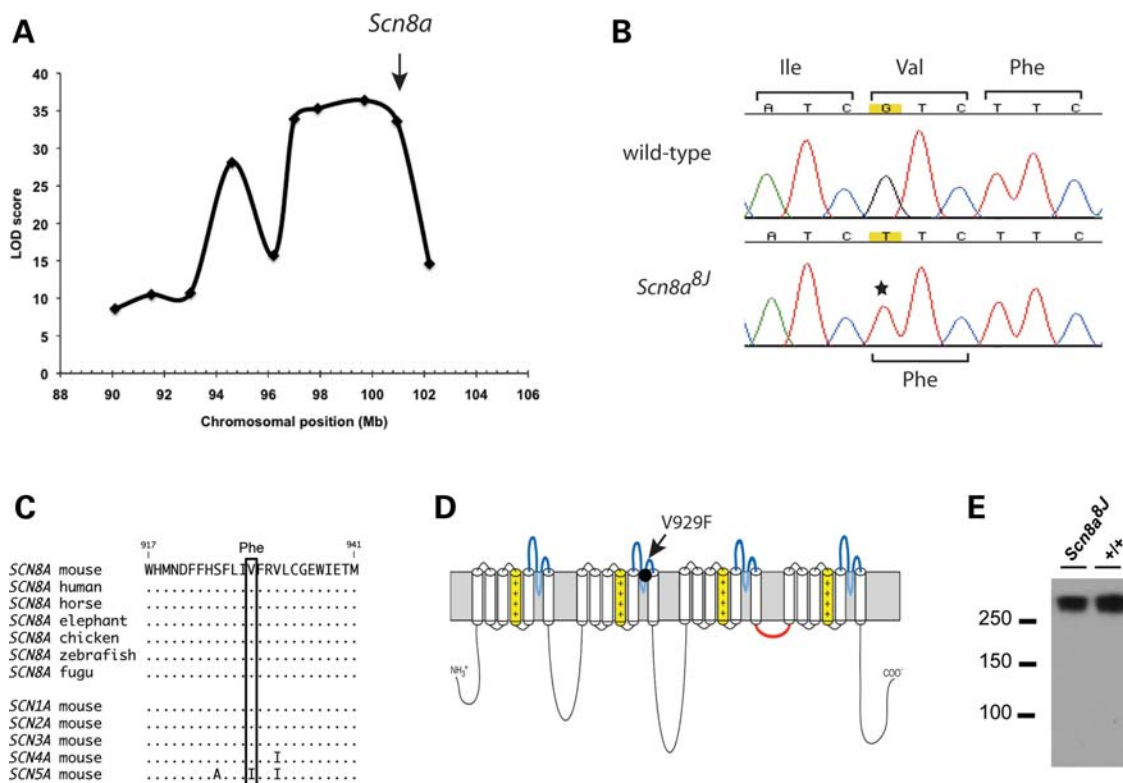 A
Scn8a
40
35
30
25
20
15
10
5
0
LOD score
88 90 92 94 96 98 100 102 104 106
Chromosomal position (Mb)
B
Ile Val Phe
A T C G T C T T C
wild-type
A T C T T C T T C
Scn8a8J
Phe
C
Phe
917 941
SCN8A mouse WHMNDFFHSFLIVFRVLCGEWIETM
SCN8A human .........................
SCN8A horse .........................
SCN8A elephant .........................
SCN8A chicken .........................
SCN8A zebrafish .........................
SCN8A fugu .........................
SCN1A mouse .........................
SCN2A mouse .........................
SCN3A mouse .........................
SCN4A mouse ...............I.........
SCN5A mouse ........A...I..I.........
D
V929F
+ + + +
+ + + +
+ + + +
+ + + +
NH3+
COO-
E
Scn8a8J +/+
250
150
100